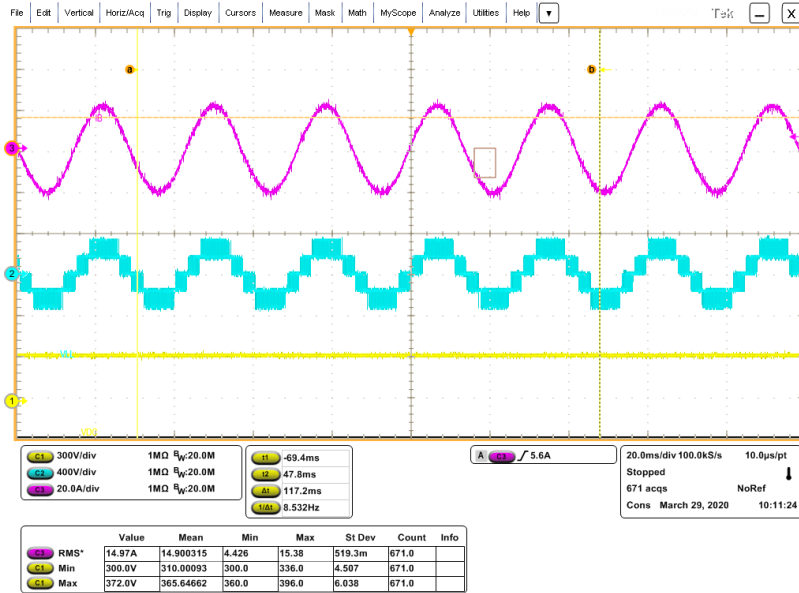 File Edit Vertical Horiz/Acq Trig Display Cursors Measure Mask Math MyScope Analyze Utilities Help ▼ Tek X
a b
3
2
1
C1 300V/div 1MΩ BW:20.0M
C2 400V/div 1MΩ BW:20.0M
C3 20.0A/div 1MΩ BW:20.0M
t1 -69.4ms
t2 47.8ms
Δt 117.2ms
1/Δt 8.532Hz
A C3 5.6A
20.0ms/div 100.0kS/s 10.0µs/pt
Stopped
671 acqs NoRef
Cons March 29, 2020 10:11:24
Value Mean Min Max St Dev Count Info
C3 RMS* 14.97A 14.900315 4.426 15.38 519.3m 671.0
C1 Min 300.0V 310.00093 300.0 336.0 4.507 671.0
C1 Max 372.0V 365.64662 360.0 396.0 6.038 671.0